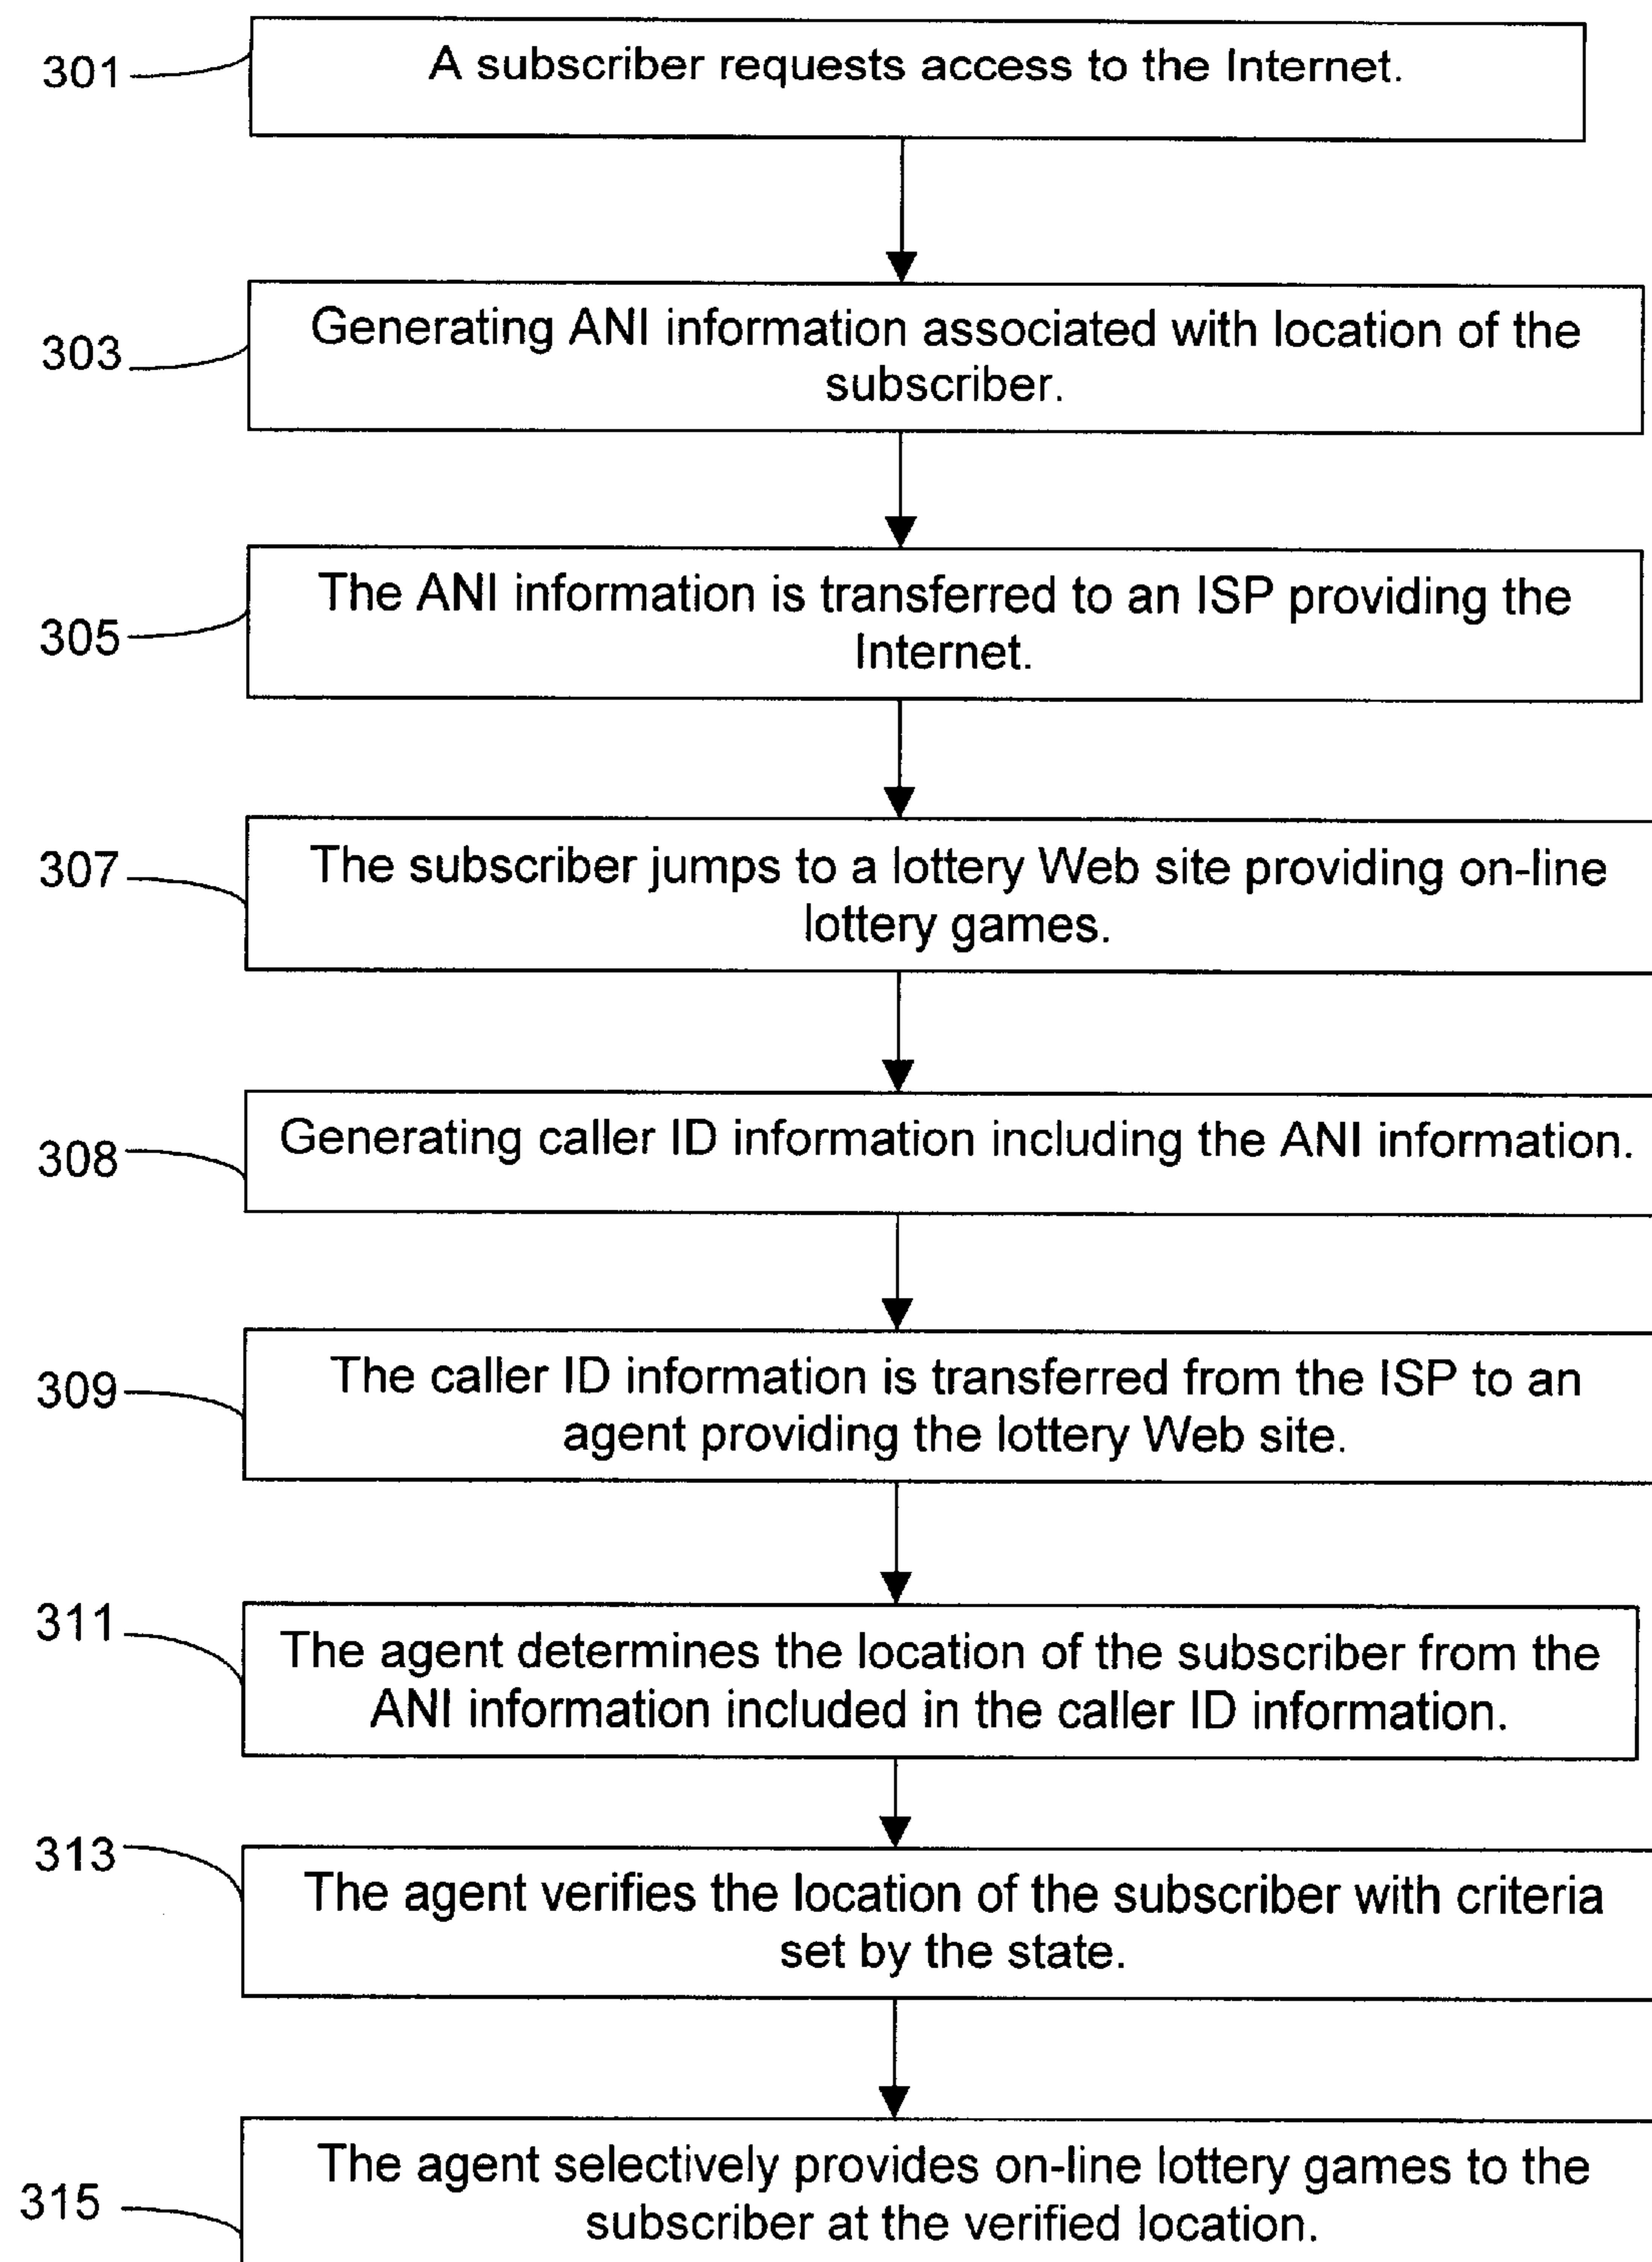 301
A subscriber requests access to the Internet.
303
Generating ANI information associated with location of the
subscriber.
305
The ANI information is transferred to an ISP providing the
Internet.
307
The subscriber jumps to a lottery Web site providing on-line
lottery games.
308
Generating caller ID information including the ANI information.
309
The caller ID information is transferred from the ISP to an
agent providing the lottery Web site.
311
The agent determines the location of the subscriber from the
ANI information included in the caller ID information.
313
The agent verifies the location of the subscriber with criteria
set by the state.
315
The agent selectively provides on-line lottery games to the
subscriber at the verified location.